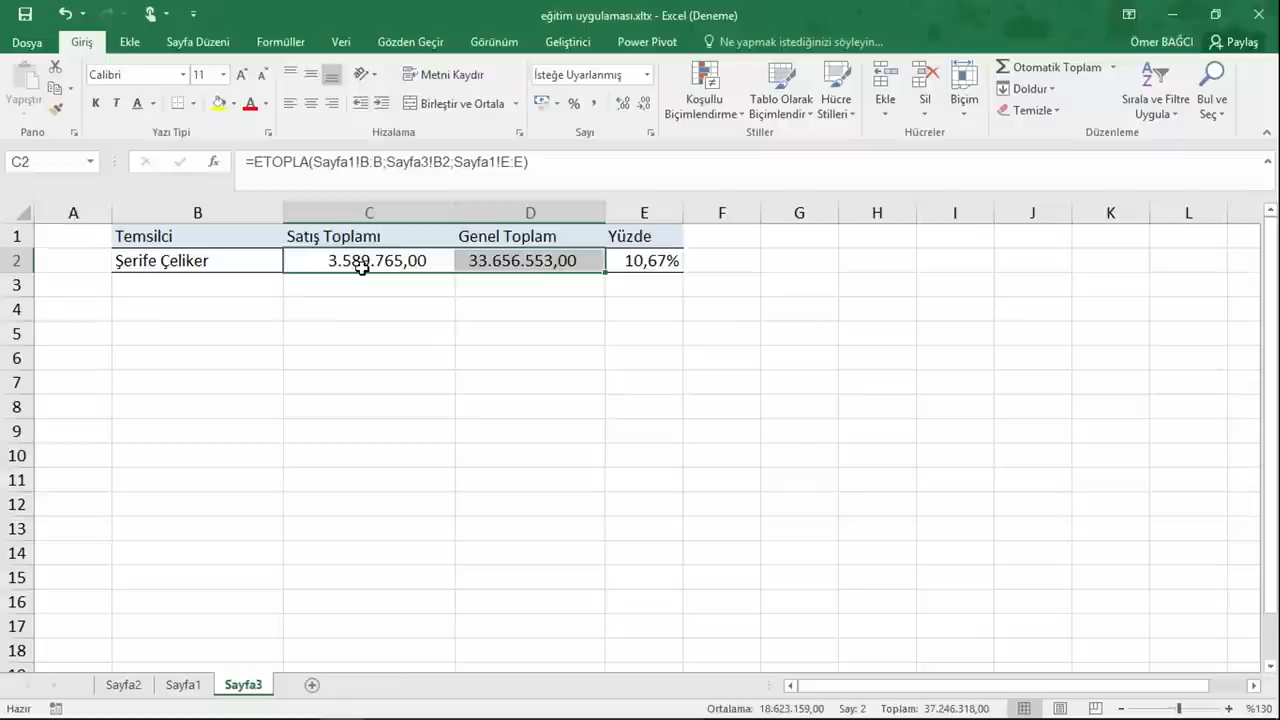 eğitim uygulaması.xltx - Excel (Deneme)
Dosya Giriş Ekle Sayfa Düzeni Formüller Veri Gözden Geçir Görünüm Geliştirici Power Pivot Ne yapmak istediğinizi söyleyin... Ömer BAĞCI Paylaş
Yapıştır
Pano
Calibri 11
K T A
Yazı Tipi
Metni Kaydır
Birleştir ve Ortala
Hizalama
İsteğe Uyarlanmış
%
Sayı
Koşullu Biçimlendirme
Tablo Olarak Biçimlendir
Hücre Stilleri
Stiller
Ekle Sil Biçim
Hücreler
Otomatik Toplam
Doldur
Temizle
Sırala ve Filtre Uygula
Bul ve Seç
Düzenleme
C2 fx =ETOPLA(Sayfa1!B:B;Sayfa3!B2;Sayfa1!E:E)
A B C D E F G H I J K L
1 Temsilci Satış Toplamı Genel Toplam Yüzde
2 Şerife Çeliker 3.589.765,00 33.656.553,00 10,67%
3
4
5
6
7
8
9
10
11
12
13
14
15
16
17
18
Sayfa2 Sayfa1 Sayfa3
Hazır Ortalama: 18.623.159,00 Say: 2 Toplam: 37.246.318,00 %130